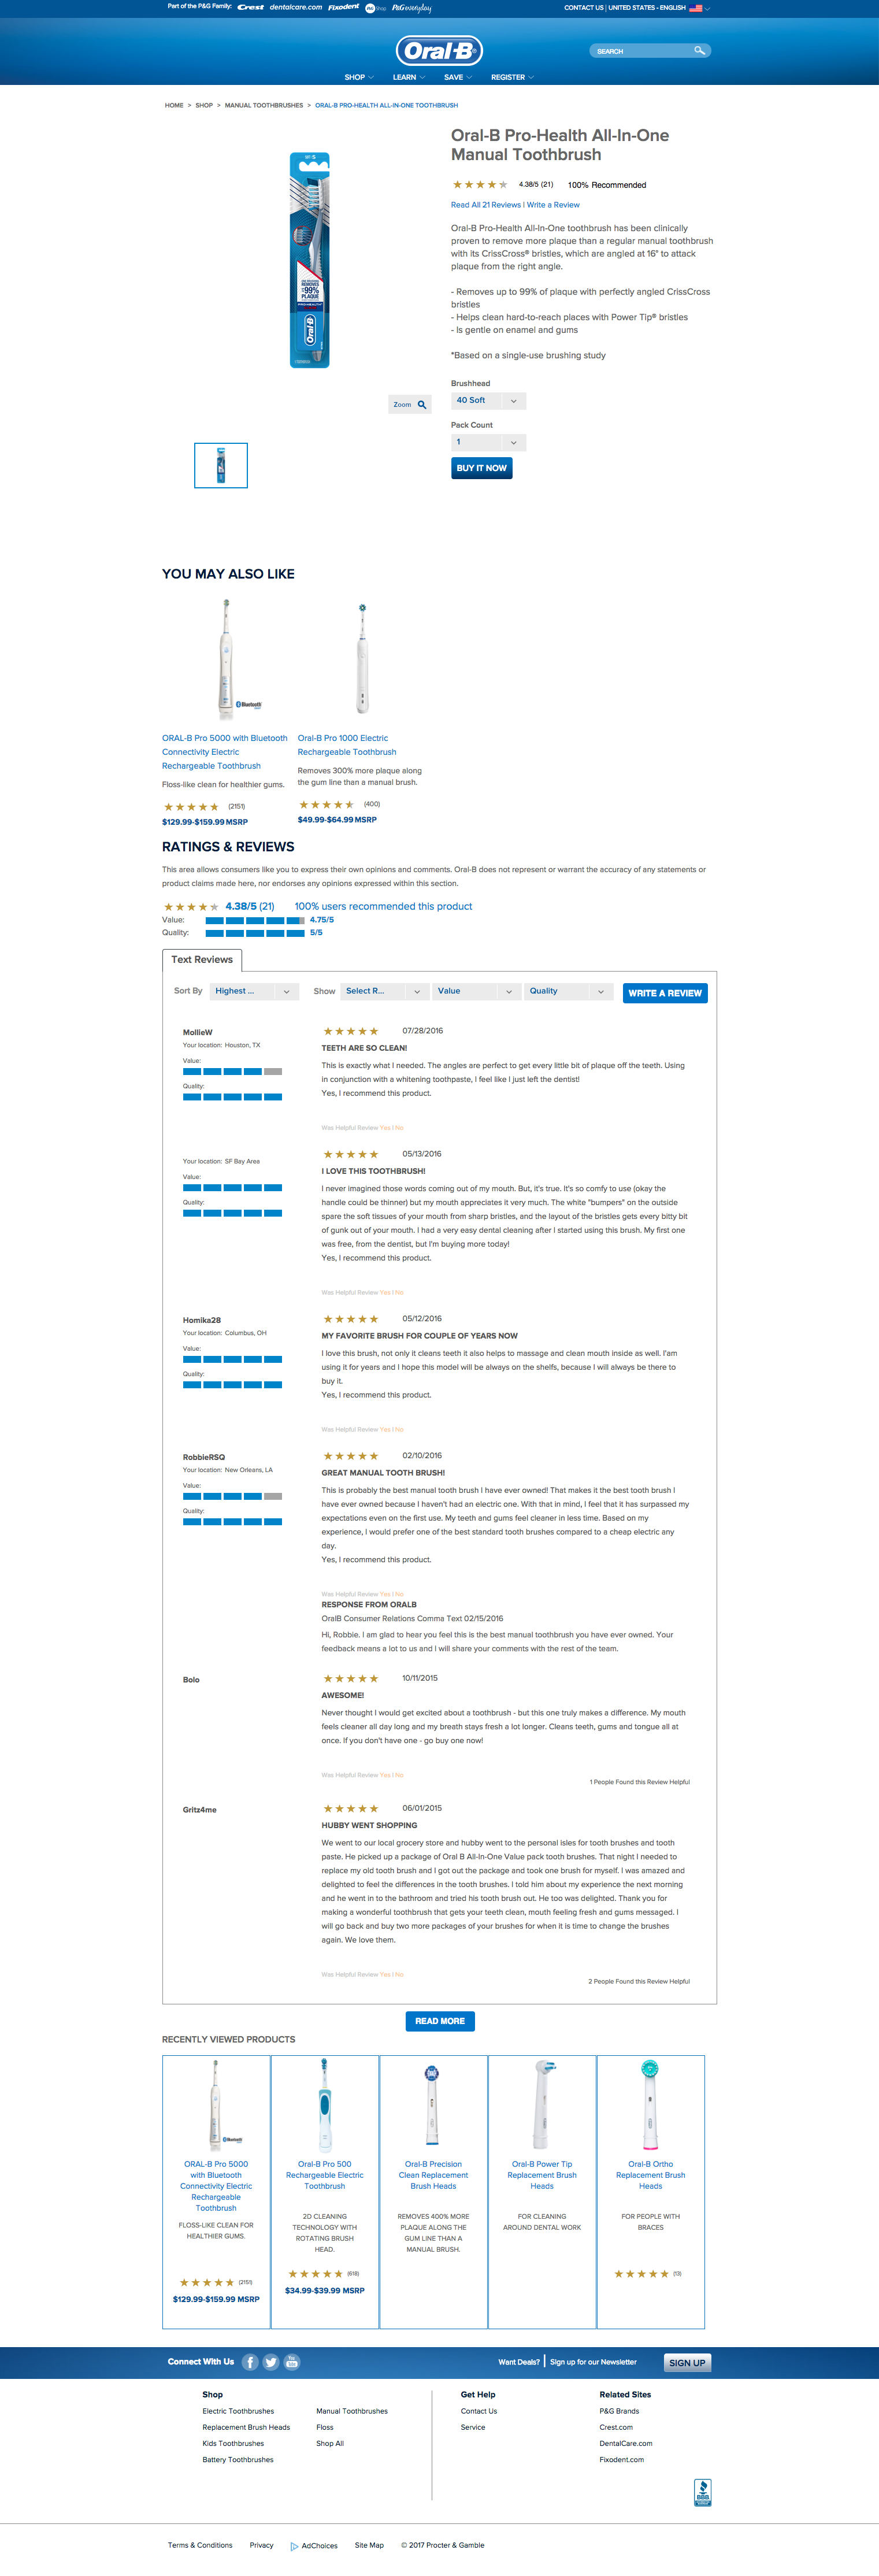 Part of the P&G Family: Crest dentalcare.com Fixodent P&G everyday
CONTACT US | UNITED STATES - ENGLISH
Oral-B
SEARCH
SHOP LEARN SAVE REGISTER
HOME > SHOP > MANUAL TOOTHBRUSHES > ORAL-B PRO-HEALTH ALL-IN-ONE TOOTHBRUSH
Oral-B Pro-Health All-In-One
Manual Toothbrush
4.38/5 (21) 100% Recommended
Read All 21 Reviews | Write a Review
Oral-B Pro-Health All-In-One toothbrush has been clinically
proven to remove more plaque than a regular manual toothbrush
with its CrissCross® bristles, which are angled at 16° to attack
plaque from the right angle.
- Removes up to 99% of plaque with perfectly angled CrissCross
bristles
- Helps clean hard-to-reach places with Power Tip® bristles
- Is gentle on enamel and gums
*Based on a single-use brushing study
REMOVES
99%
PLAQUE
PRO-HEALTH
Oral-B
Zoom
Brushhead
40 Soft
Pack Count
1
BUY IT NOW
YOU MAY ALSO LIKE
Bluetooth
ORAL-B Pro 5000 with Bluetooth
Connectivity Electric
Rechargeable Toothbrush
Floss-like clean for healthier gums.
(2151)
$129.99-$159.99 MSRP
Oral-B Pro 1000 Electric
Rechargeable Toothbrush
Removes 300% more plaque along
the gum line than a manual brush.
(400)
$49.99-$64.99 MSRP
RATINGS & REVIEWS
This area allows consumers like you to express their own opinions and comments. Oral-B does not represent or warrant the accuracy of any statements or
product claims made here, nor endorses any opinions expressed within this section.
4.38/5 (21) 100% users recommended this product
Value: 4.75/5
Quality: 5/5
Text Reviews
Sort By Highest ... Show Select R... Value Quality WRITE A REVIEW
MollieW
Your location: Houston, TX
Value:
Quality:
07/28/2016
TEETH ARE SO CLEAN!
This is exactly what I needed. The angles are perfect to get every little bit of plaque off the teeth. Using
in conjunction with a whitening toothpaste, I feel like I just left the dentist!
Yes, I recommend this product.
Was Helpful Review Yes | No
Your location: SF Bay Area
Value:
Quality:
05/13/2016
I LOVE THIS TOOTHBRUSH!
I never imagined those words coming out of my mouth. But, it's true. It's so comfy to use (okay the
handle could be thinner) but my mouth appreciates it very much. The white "bumpers" on the outside
spare the soft tissues of your mouth from sharp bristles, and the layout of the bristles gets every bitty bit
of gunk out of your mouth. I had a very easy dental cleaning after I started using this brush. My first one
was free, from the dentist, but I'm buying more today!
Yes, I recommend this product.
Was Helpful Review Yes | No
Homika28
Your location: Columbus, OH
Value:
Quality:
05/12/2016
MY FAVORITE BRUSH FOR COUPLE OF YEARS NOW
I love this brush, not only it cleans teeth it also helps to massage and clean mouth inside as well. I'am
using it for years and I hope this model will be always on the shelfs, because I will always be there to
buy it.
Yes, I recommend this product.
Was Helpful Review Yes | No
RobbieRSQ
Your location: New Orleans, LA
Value:
Quality:
02/10/2016
GREAT MANUAL TOOTH BRUSH!
This is probably the best manual tooth brush I have ever owned! That makes it the best tooth brush I
have ever owned because I haven't had an electric one. With that in mind, I feel that it has surpassed my
expectations even on the first use. My teeth and gums feel cleaner in less time. Based on my
experience, I would prefer one of the best standard tooth brushes compared to a cheap electric any
day.
Yes, I recommend this product.
Was Helpful Review Yes | No
RESPONSE FROM ORALB
OralB Consumer Relations Comma Text 02/15/2016
Hi, Robbie. I am glad to hear you feel this is the best manual toothbrush you have ever owned. Your
feedback means a lot to us and I will share your comments with the rest of the team.
Bolo
10/11/2015
AWESOME!
Never thought I would get excited about a toothbrush - but this one truly makes a difference. My mouth
feels cleaner all day long and my breath stays fresh a lot longer. Cleans teeth, gums and tongue all at
once. If you don't have one - go buy one now!
Was Helpful Review Yes | No
1 People Found this Review Helpful
Gritz4me
06/01/2015
HUBBY WENT SHOPPING
We went to our local grocery store and hubby went to the personal isles for tooth brushes and tooth
paste. He picked up a package of Oral B All-In-One Value pack tooth brushes. That night I needed to
replace my old tooth brush and I got out the package and took one brush for myself. I was amazed and
delighted to feel the differences in the tooth brushes. I told him about my experience the next morning
and he went in to the bathroom and tried his tooth brush out. He too was delighted. Thank you for
making a wonderful toothbrush that gets your teeth clean, mouth feeling fresh and gums messaged. I
will go back and buy two more packages of your brushes for when it is time to change the brushes
again. We love them.
Was Helpful Review Yes | No
2 People Found this Review Helpful
READ MORE
RECENTLY VIEWED PRODUCTS
Bluetooth
ORAL-B Pro 5000
with Bluetooth
Connectivity Electric
Rechargeable
Toothbrush
FLOSS-LIKE CLEAN FOR
HEALTHIER GUMS.
(2151)
$129.99-$159.99 MSRP
Oral-B Pro 500
Rechargeable Electric
Toothbrush
2D CLEANING
TECHNOLOGY WITH
ROTATING BRUSH
HEAD.
(618)
$34.99-$39.99 MSRP
Oral-B Precision
Clean Replacement
Brush Heads
REMOVES 400% MORE
PLAQUE ALONG THE
GUM LINE THAN A
MANUAL BRUSH.
Oral-B Power Tip
Replacement Brush
Heads
FOR CLEANING
AROUND DENTAL WORK
Oral-B Ortho
Replacement Brush
Heads
FOR PEOPLE WITH
BRACES
(13)
Connect With Us
Want Deals? | Sign up for our Newsletter
SIGN UP
Shop
Electric Toothbrushes
Replacement Brush Heads
Kids Toothbrushes
Battery Toothbrushes
Manual Toothbrushes
Floss
Shop All
Get Help
Contact Us
Service
Related Sites
P&G Brands
Crest.com
DentalCare.com
Fixodent.com
BBB
Terms & Conditions Privacy AdChoices Site Map © 2017 Procter & Gamble